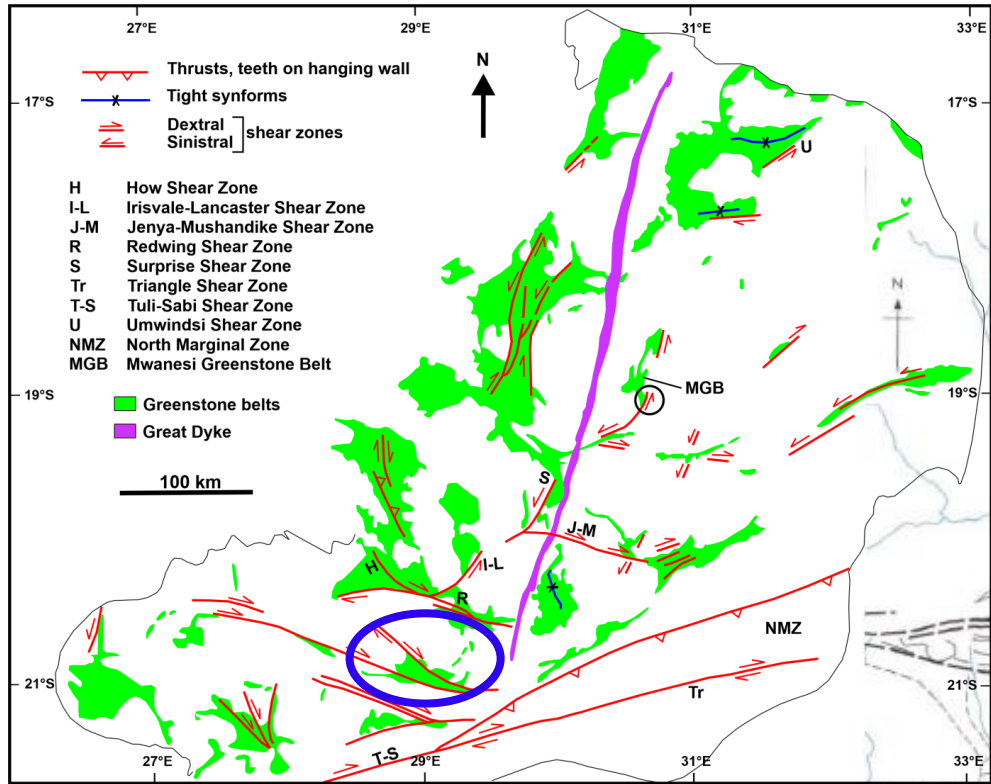 27°E 29°E 31°E 33°E
N
Thrusts, teeth on hanging wall
17°S 17°S
Tight synforms
Dextral
Sinistral
shear zones
U
H How Shear Zone
I-L Irisvale-Lancaster Shear Zone
J-M Jenya-Mushandike Shear Zone
R Redwing Shear Zone
S Surprise Shear Zone
Tr Triangle Shear Zone
T-S Tuli-Sabi Shear Zone
U Umwindsi Shear Zone
NMZ North Marginal Zone
MGB Mwanesi Greenstone Belt
N
MGB
19°S 19°S
Greenstone belts
Great Dyke
100 km
S
J-M
H I-L
R
NMZ
21°S 21°S
Tr
T-S
27°E 29°E 31°E 33°E